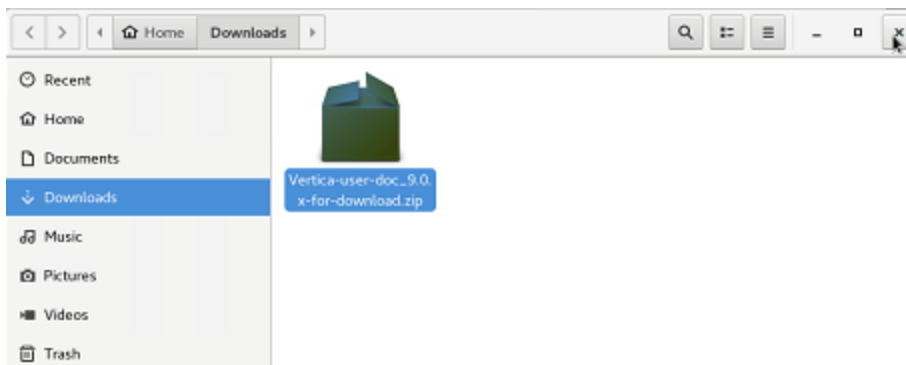 Home Downloads
Recent
Home
Documents
Downloads
Music
Pictures
Videos
Trash
Vertica-user-doc_9.0.
x-for-download.zip